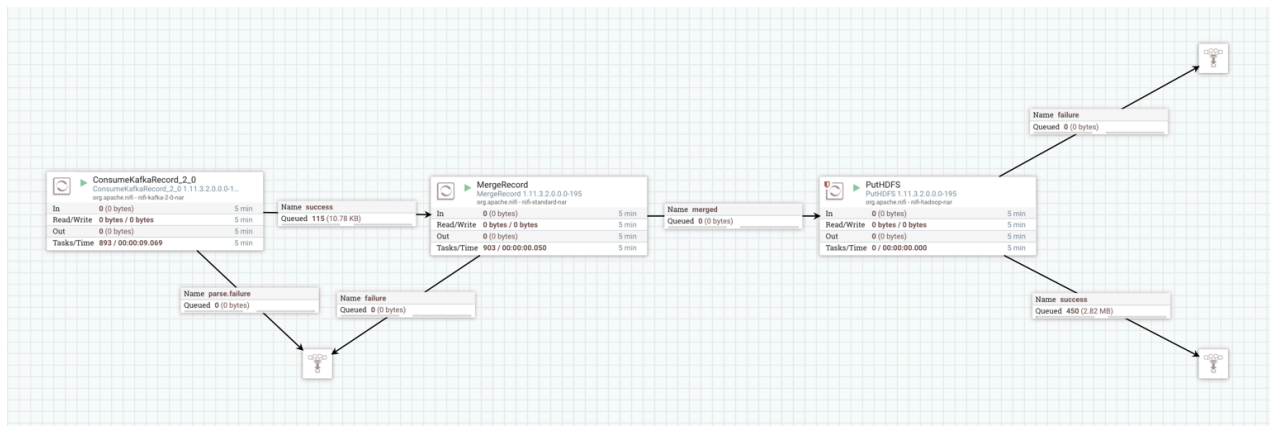 Name failure
Queued 0 (0 bytes)
ConsumeKafkaRecord_2_0
ConsumeKafkaRecord_2_0 1.11.3.2.0.0.0-1...
org.apache.nifi - nifi-kafka-2-0-nar
In 0 (0 bytes) 5 min
Read/Write 0 bytes / 0 bytes 5 min
Out 0 (0 bytes) 5 min
Tasks/Time 893 / 00:00:09.069 5 min
Name success
Queued 115 (10.78 KB)
MergeRecord
MergeRecord 1.11.3.2.0.0.0-195
org.apache.nifi - nifi-standard-nar
In 0 (0 bytes) 5 min
Read/Write 0 bytes / 0 bytes 5 min
Out 0 (0 bytes) 5 min
Tasks/Time 903 / 00:00:00.050 5 min
Name merged
Queued 0 (0 bytes)
PutHDFS
PutHDFS 1.11.3.2.0.0.0-195
org.apache.nifi - nifi-hadoop-nar
In 0 (0 bytes) 5 min
Read/Write 0 bytes / 0 bytes 5 min
Out 0 (0 bytes) 5 min
Tasks/Time 0 / 00:00:00.000 5 min
Name parse.failure
Queued 0 (0 bytes)
Name failure
Queued 0 (0 bytes)
Name success
Queued 450 (2.82 MB)